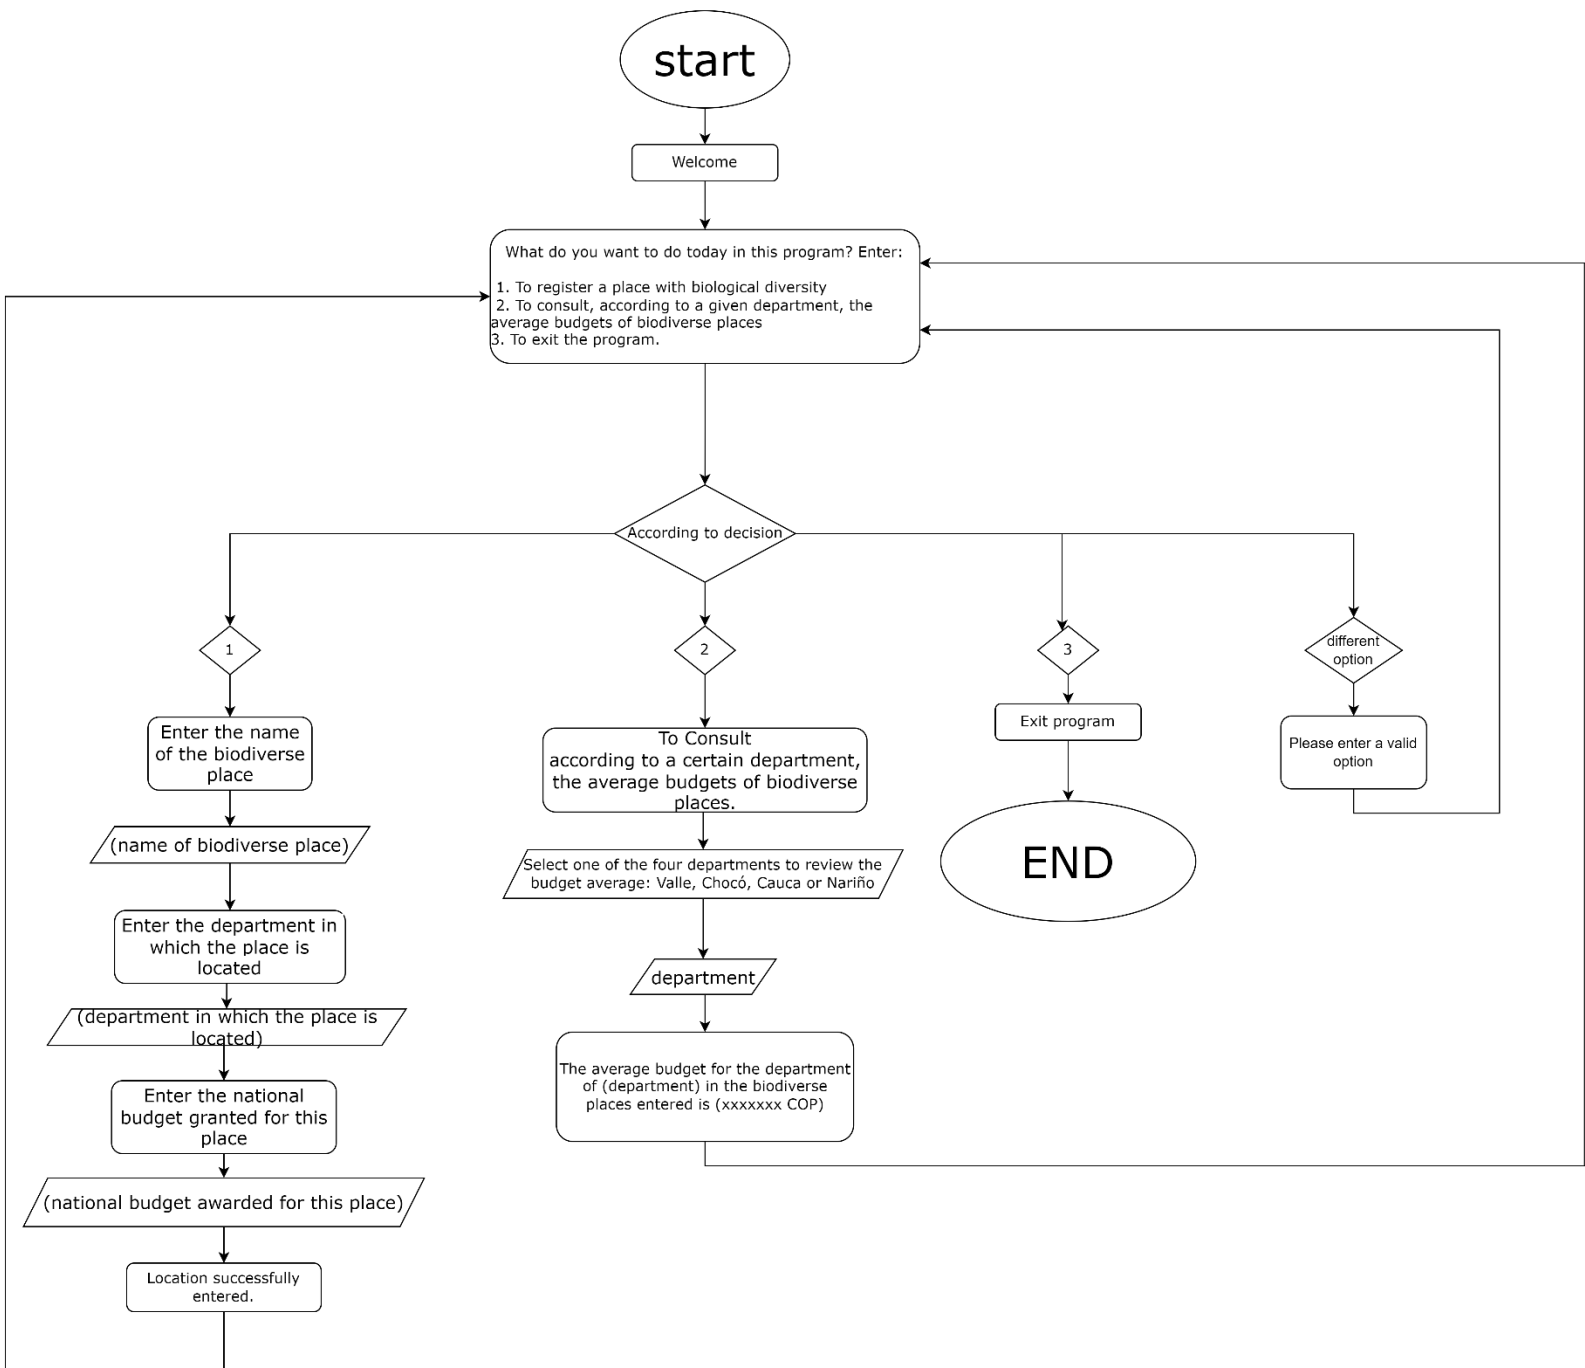 start
Welcome
What do you want to do today in this program? Enter:
1. To register a place with biological diversity
2. To consult, according to a given department, the
average budgets of biodiverse places
3. To exit the program.
According to decision
1
Enter the name
of the biodiverse
place
(name of biodiverse place)
Enter the department in
which the place is
located
(department in which the place is
located)
Enter the national
budget granted for this
place
(national budget awarded for this place)
Location successfully
entered.
2
To Consult
according to a certain department,
the average budgets of biodiverse
places.
Select one of the four departments to review the
budget average: Valle, Chocó, Cauca or Nariño
department
The average budget for the department
of (department) in the biodiverse
places entered is (xxxxxxx COP)
3
Exit program
END
different
option
Please enter a valid
option